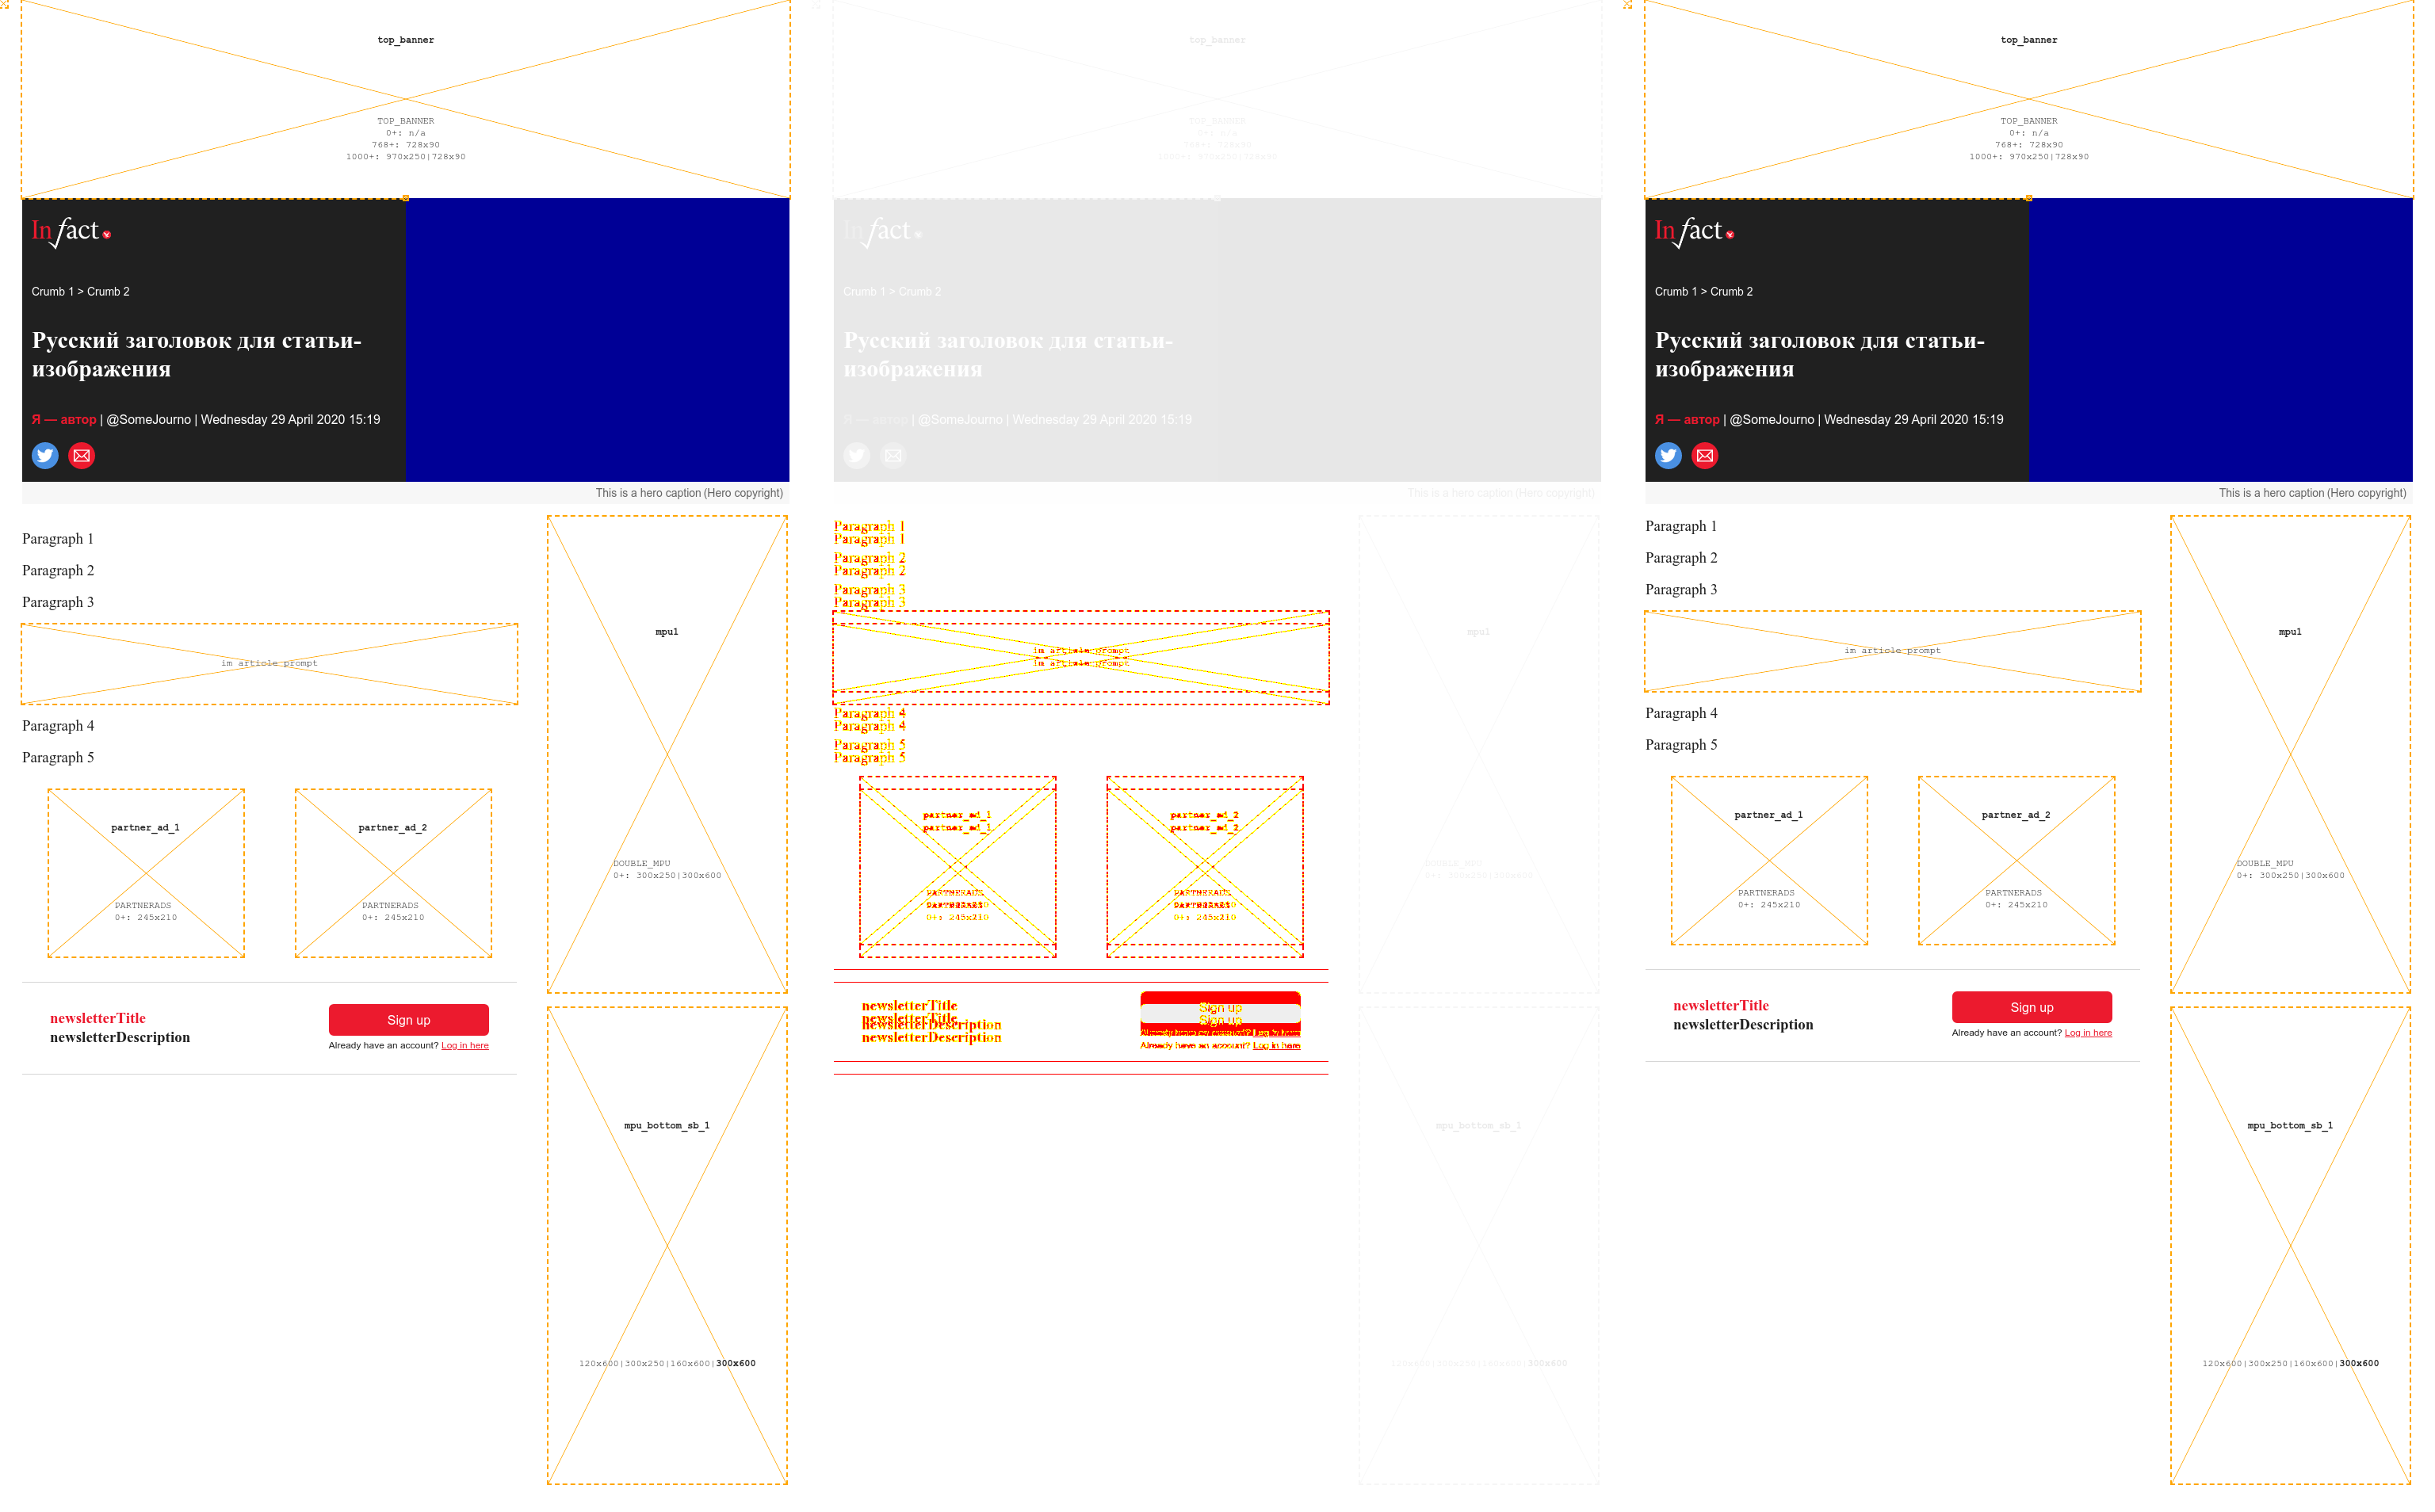 top_banner
TOP_BANNER
0+: n/a
768+: 728x90
1000+: 970x250|728x90
In fact
Crumb 1 > Crumb 2
Русский заголовок для статьи-
изображения
Я — автор | @SomeJourno | Wednesday 29 April 2020 15:19
This is a hero caption (Hero copyright)
Paragraph 1
Paragraph 2
Paragraph 3
im article prompt
Paragraph 4
Paragraph 5
partner_ad_1
PARTNERADS
0+: 245x210
partner_ad_2
PARTNERADS
0+: 245x210
newsletterTitle
newsletterDescription
Sign up
Already have an account? Log in here
mpu1
DOUBLE_MPU
0+: 300x250|300x600
mpu_bottom_sb_1
120x600|300x250|160x600|300x600
top_banner
TOP_BANNER
0+: n/a
768+: 728x90
1000+: 970x250|728x90
In fact
Crumb 1 > Crumb 2
Русский заголовок для статьи-
изображения
Я — автор | @SomeJourno | Wednesday 29 April 2020 15:19
This is a hero caption (Hero copyright)
Paragraph 1
Paragraph 1
Paragraph 2
Paragraph 2
Paragraph 3
Paragraph 3
im article prompt
im article prompt
Paragraph 4
Paragraph 4
Paragraph 5
Paragraph 5
partner_ad_1
partner_ad_1
PARTNERADS
PARTNERADS
0+: 245x210
partner_ad_2
partner_ad_2
PARTNERADS
PARTNERADS
0+: 245x210
newsletterTitle
newsletterTitle
newsletterDescription
newsletterDescription
Sign up
Sign up
Already have an account? Log in here
Already have an account? Log in here
mpu1
DOUBLE_MPU
0+: 300x250|300x600
mpu_bottom_sb_1
120x600|300x250|160x600|300x600
top_banner
TOP_BANNER
0+: n/a
768+: 728x90
1000+: 970x250|728x90
In fact
Crumb 1 > Crumb 2
Русский заголовок для статьи-
изображения
Я — автор | @SomeJourno | Wednesday 29 April 2020 15:19
This is a hero caption (Hero copyright)
Paragraph 1
Paragraph 2
Paragraph 3
im article prompt
Paragraph 4
Paragraph 5
partner_ad_1
PARTNERADS
0+: 245x210
partner_ad_2
PARTNERADS
0+: 245x210
newsletterTitle
newsletterDescription
Sign up
Already have an account? Log in here
mpu1
DOUBLE_MPU
0+: 300x250|300x600
mpu_bottom_sb_1
120x600|300x250|160x600|300x600